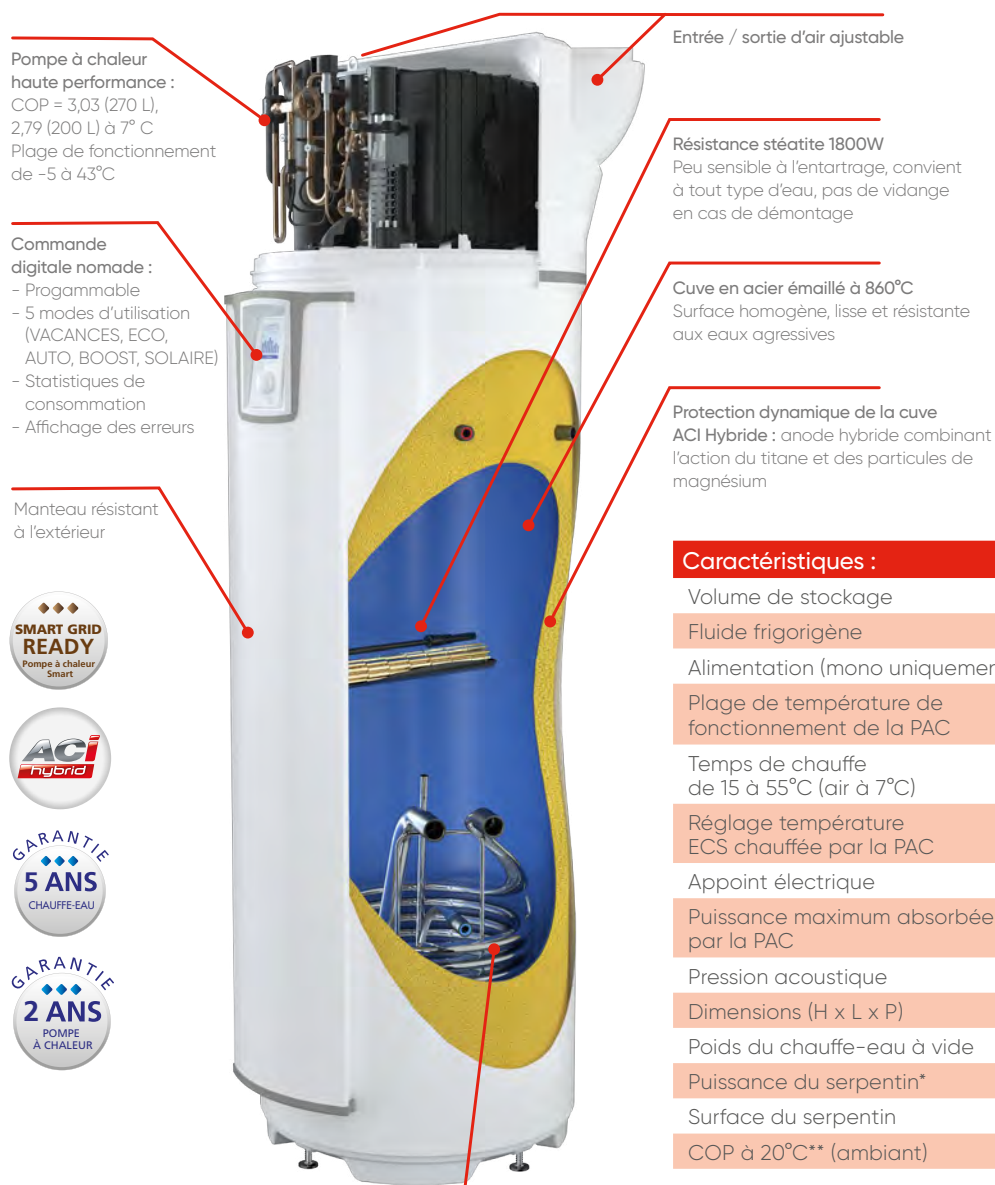 Pompe à chaleur
haute performance :
COP = 3,03 (270 L),
2,79 (200 L) à 7° C
Plage de fonctionnement
de -5 à 43°C
Commande
digitale nomade :
- Progammable
- 5 modes d'utilisation
(VACANCES, ECO,
AUTO, BOOST, SOLAIRE)
- Statistiques de
consommation
- Affichage des erreurs
Manteau résistant
à l'extérieur
SMART GRID
READY
Pompe à chaleur
Smart
ACi
hybrid
GARANTIE
5 ANS
CHAUFFE-EAU
GARANTIE
2 ANS
POMPE
À CHALEUR
Entrée / sortie d'air ajustable
Résistance stéatite 1800W
Peu sensible à l'entartrage, convient
à tout type d'eau, pas de vidange
en cas de démontage
Cuve en acier émaillé à 860°C
Surface homogène, lisse et résistante
aux eaux agressives
Protection dynamique de la cuve
ACI Hybride : anode hybride combinant
l'action du titane et des particules de
magnésium
Caractéristiques :
Volume de stockage
Fluide frigorigène
Alimentation (mono uniquemen
Plage de température de
fonctionnement de la PAC
Temps de chauffe
de 15 à 55°C (air à 7°C)
Réglage température
ECS chauffée par la PAC
Appoint électrique
Puissance maximum absorbée
par la PAC
Pression acoustique
Dimensions (H x L x P)
Poids du chauffe-eau à vide
Puissance du serpentin*
Surface du serpentin
COP à 20°C** (ambiant)